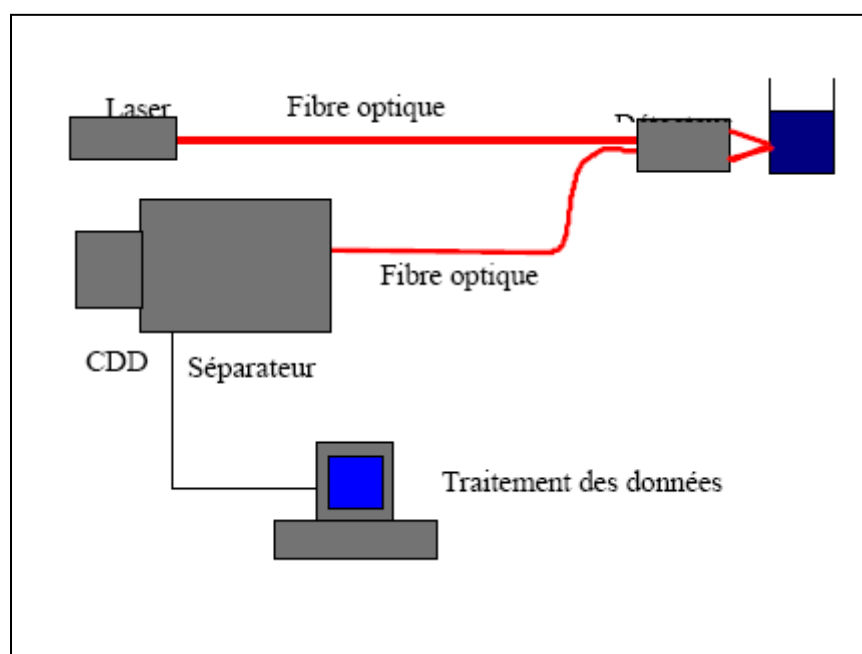 Laser
Fibre optique
Fibre optique
CDD
Séparateur
Traitement des données